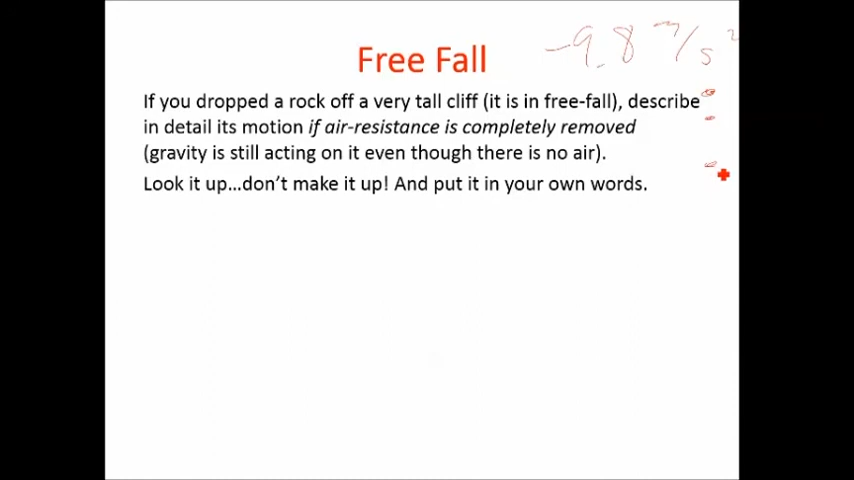 Free Fall
-9.8 m/s²
If you dropped a rock off a very tall cliff (it is in free-fall), describe
in detail its motion if air-resistance is completely removed
(gravity is still acting on it even though there is no air).
Look it up…don’t make it up! And put it in your own words.